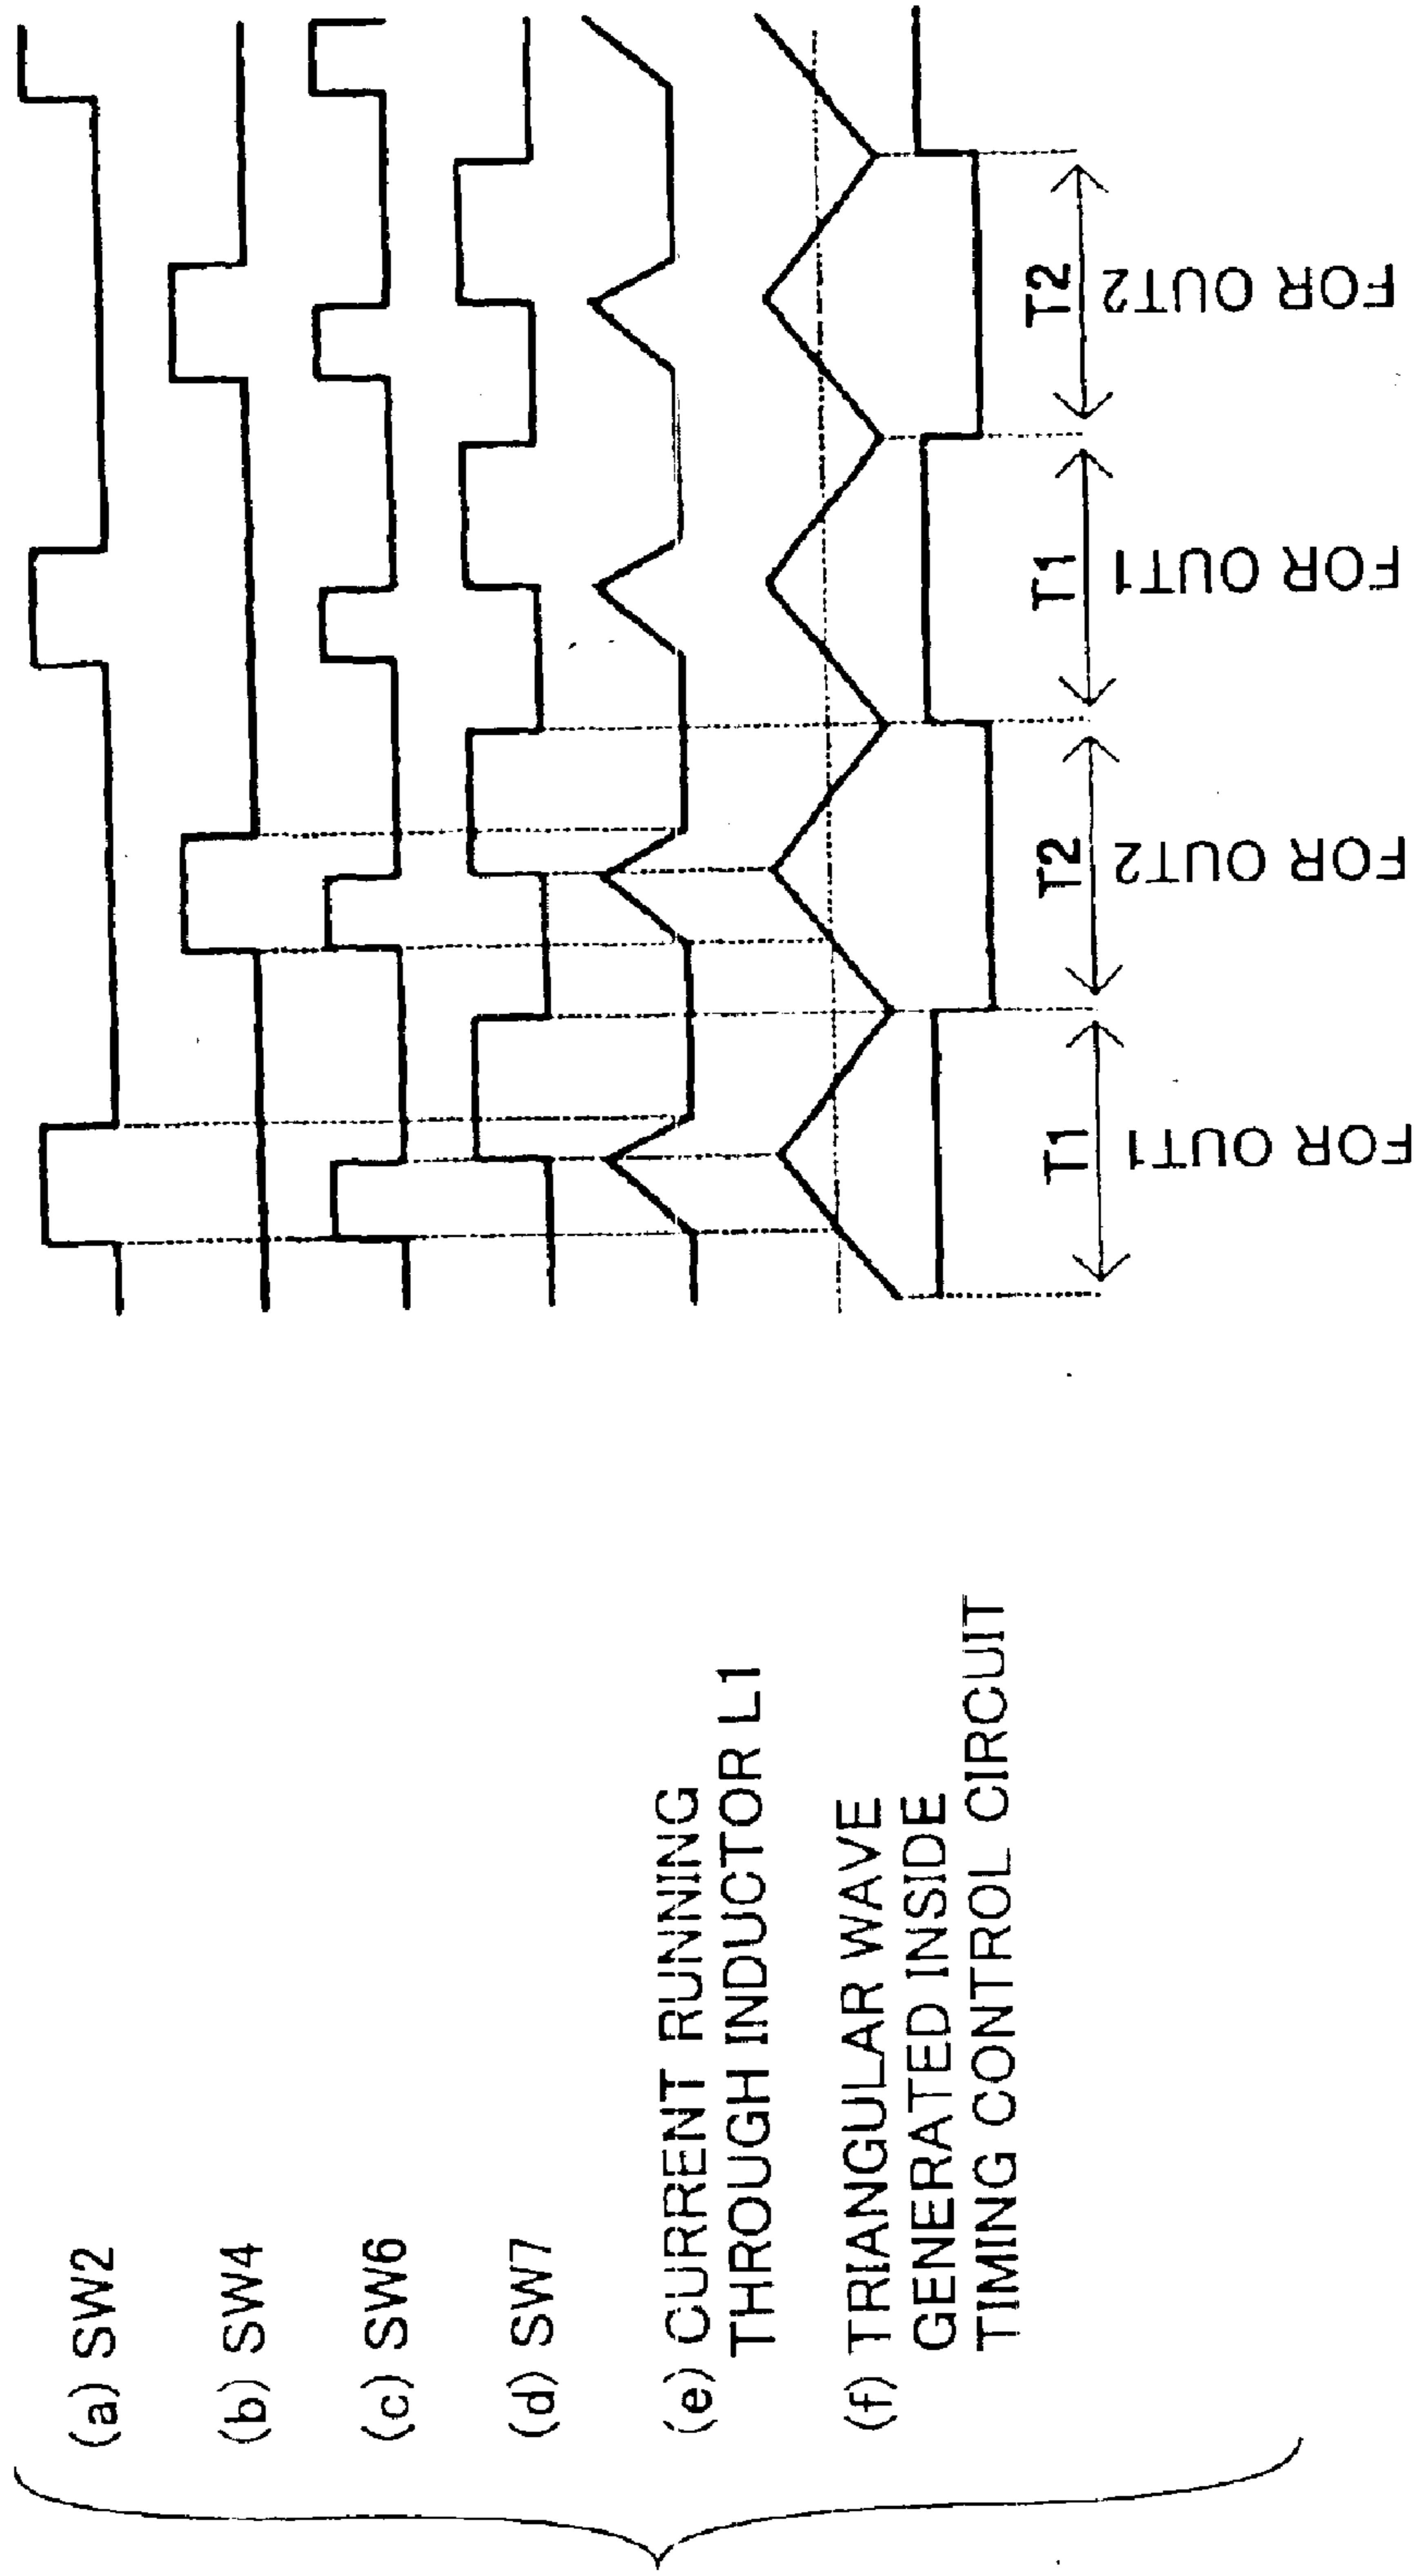 (a) SW2
(b) SW4
(c) SW6
(d) SW7
(e) CURRENT RUNNING
THROUGH INDUCTOR L1
(f) TRIANGULAR WAVE
GENERATED INSIDE
TIMING CONTROL CIRCUIT
T1
T2
T1
T2
FOR OUT1
FOR OUT2
FOR OUT1
FOR OUT2